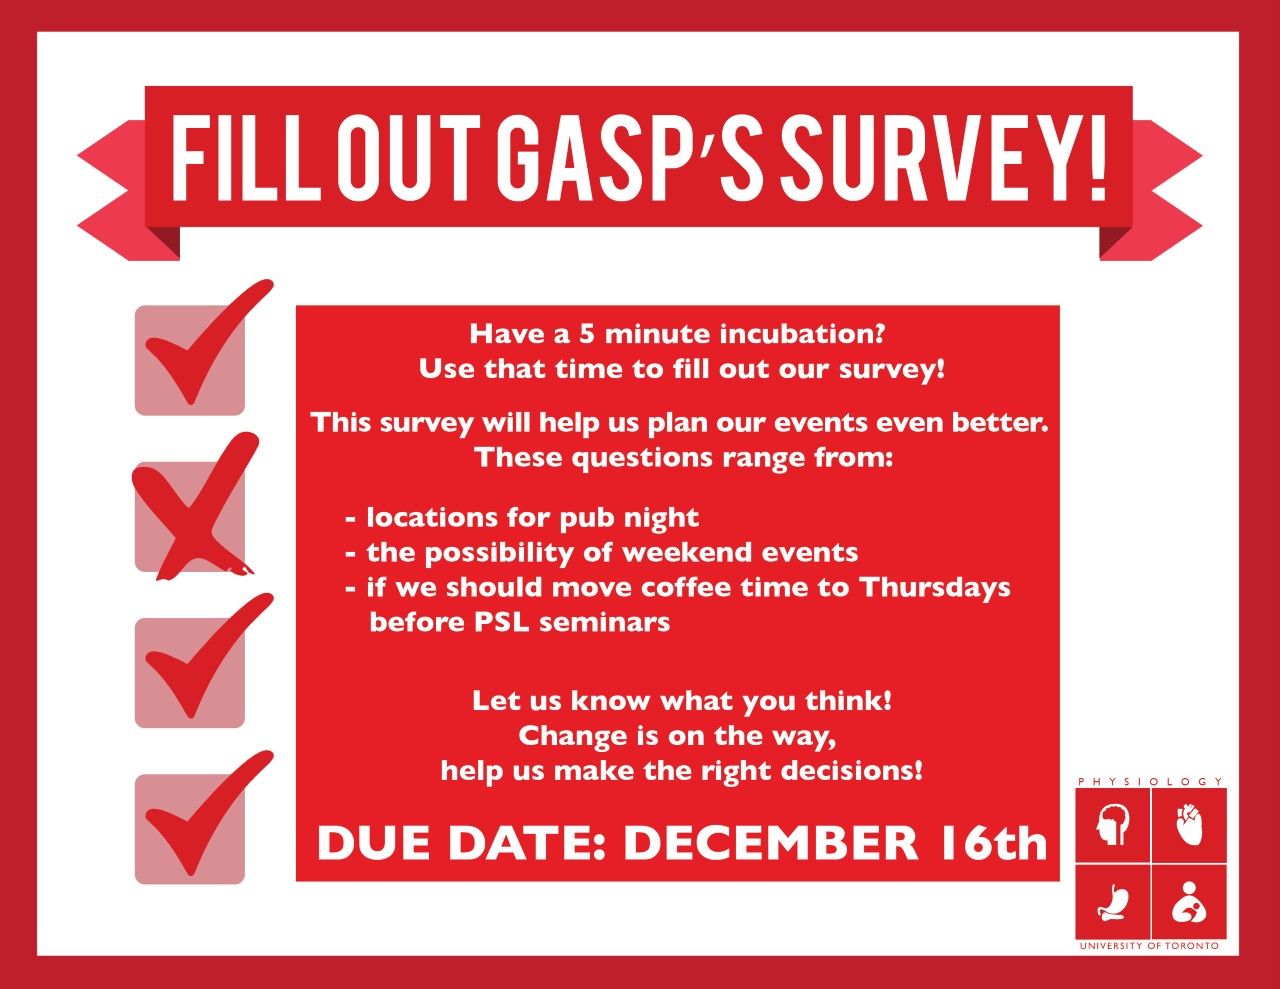 FILL OUT GASP'S SURVEY!
Have a 5 minute incubation?
Use that time to fill out our survey!
This survey will help us plan our events even better.
These questions range from:
- locations for pub night
- the possibility of weekend events
- if we should move coffee time to Thursdays
before PSL seminars
Let us know what you think!
Change is on the way,
help us make the right decisions!
DUE DATE: DECEMBER 16th
PHYSIOLOGY
UNIVERSITY OF TORONTO